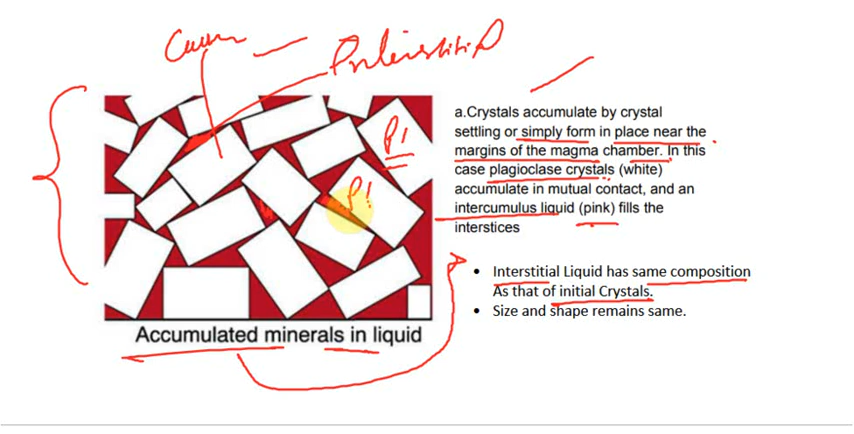 Interstitial
P1
P!
a.Crystals accumulate by crystal
settling or simply form in place near the
margins of the magma chamber. In this
case plagioclase crystals (white)
accumulate in mutual contact, and an
intercumulus liquid (pink) fills the
interstices
• Interstitial Liquid has same composition
As that of initial Crystals.
• Size and shape remains same.
Accumulated minerals in liquid